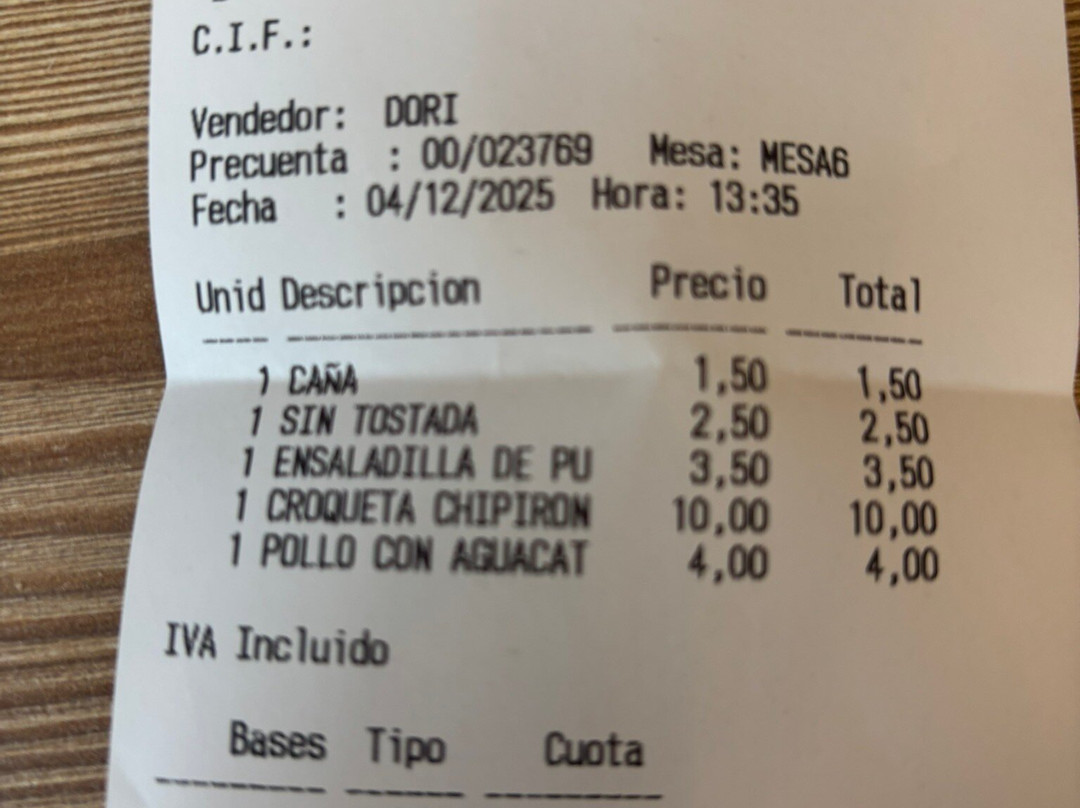 C.I.F.:
Vendedor: DORI
Precuenta : 00/023769 Mesa: MESA6
Fecha : 04/12/2025 Hora: 13:35
Unid Descripcion Precio Total
1 CAÑA 1,50 1,50
1 SIN TOSTADA 2,50 2,50
1 ENSALADILLA DE PU 3,50 3,50
1 CROQUETA CHIPIRON 10,00 10,00
1 POLLO CON AGUACAT 4,00 4,00
IVA Incluido
Bases Tipo Cuota